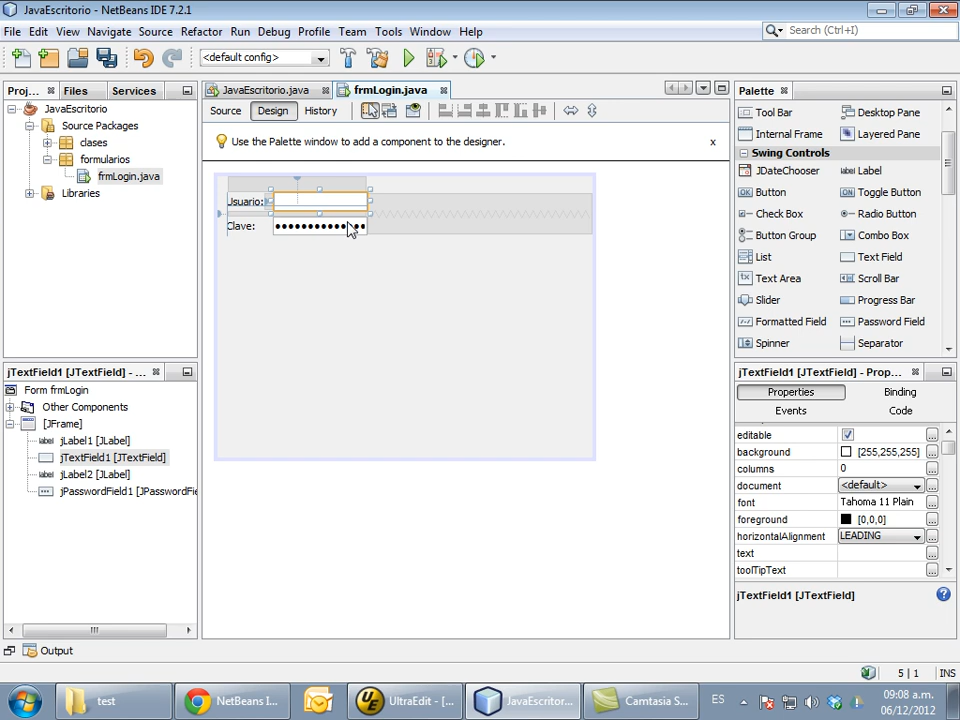 JavaEscritorio - NetBeans IDE 7.2.1
File Edit View Navigate Source Refactor Run Debug Profile Team Tools Window Help
Search (Ctrl+I)
<default config>
Proj... Files Services
JavaEscritorio.java frmLogin.java
Palette
Source Design History
JavaEscritorio
Source Packages
clases
formularios
frmLogin.java
Libraries
Use the Palette window to add a component to the designer. x
Usuario:
Clave:
Tool Bar Desktop Pane
Internal Frame Layered Pane
Swing Controls
JDateChooser Label
Button Toggle Button
Check Box Radio Button
Button Group Combo Box
List Text Field
Text Area Scroll Bar
Slider Progress Bar
Formatted Field Password Field
Spinner Separator
jTextField1 [JTextField] - ...
Form frmLogin
Other Components
[JFrame]
jLabel1 [JLabel]
jTextField1 [JTextField]
jLabel2 [JLabel]
jPasswordField1 [JPasswordFie
jTextField1 [JTextField] - Prop...
Properties Binding
Events Code
editable ...
background [255,255,255] ...
columns 0 ...
document <default> ...
font Tahoma 11 Plain ...
foreground [0,0,0] ...
horizontalAlignment LEADING ...
text ...
toolTipText ...
jTextField1 [JTextField]
Output
5 | 1 INS
test NetBeans I... UltraEdit - [... JavaEscritor... Camtasia S... ES
09:08 a.m.
06/12/2012